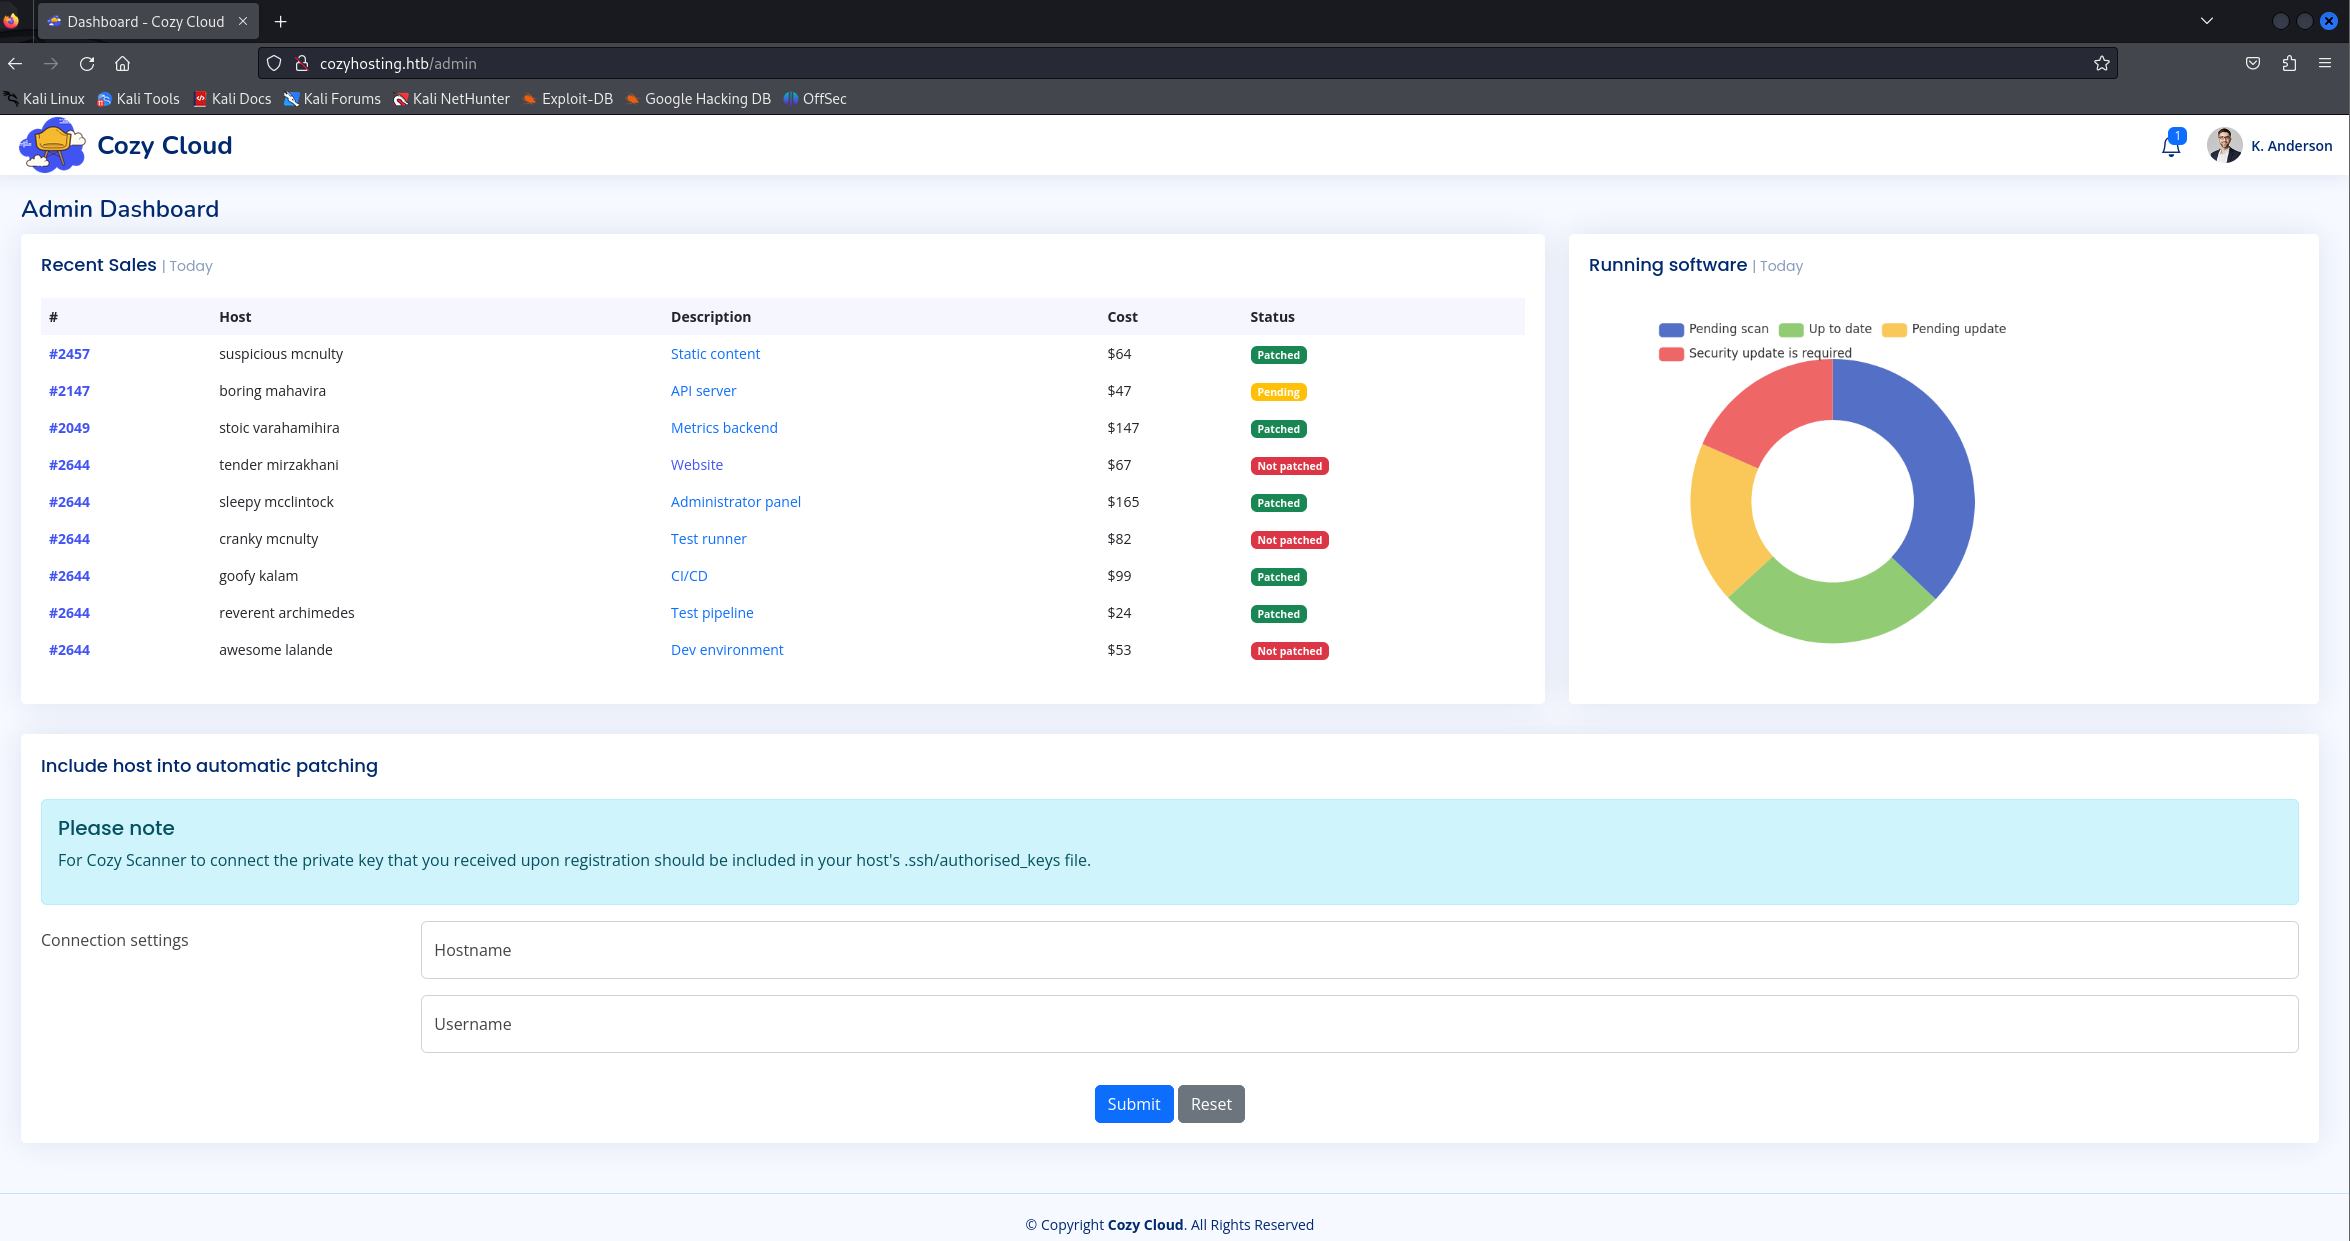 Dashboard - Cozy Cloud
cozyhosting.htb/admin
Kali Linux Kali Tools Kali Docs Kali Forums Kali NetHunter Exploit-DB Google Hacking DB OffSec
Cozy Cloud
1 K. Anderson
Admin Dashboard
Recent Sales | Today
# Host Description Cost Status
#2457 suspicious mcnulty Static content $64 Patched
#2147 boring mahavira API server $47 Pending
#2049 stoic varahamihira Metrics backend $147 Patched
#2644 tender mirzakhani Website $67 Not patched
#2644 sleepy mcclintock Administrator panel $165 Patched
#2644 cranky mcnulty Test runner $82 Not patched
#2644 goofy kalam CI/CD $99 Patched
#2644 reverent archimedes Test pipeline $24 Patched
#2644 awesome lalande Dev environment $53 Not patched
Running software | Today
Pending scan Up to date Pending update
Security update is required
Include host into automatic patching
Please note
For Cozy Scanner to connect the private key that you received upon registration should be included in your host's .ssh/authorised_keys file.
Connection settings
Hostname
Username
Submit Reset
© Copyright Cozy Cloud. All Rights Reserved